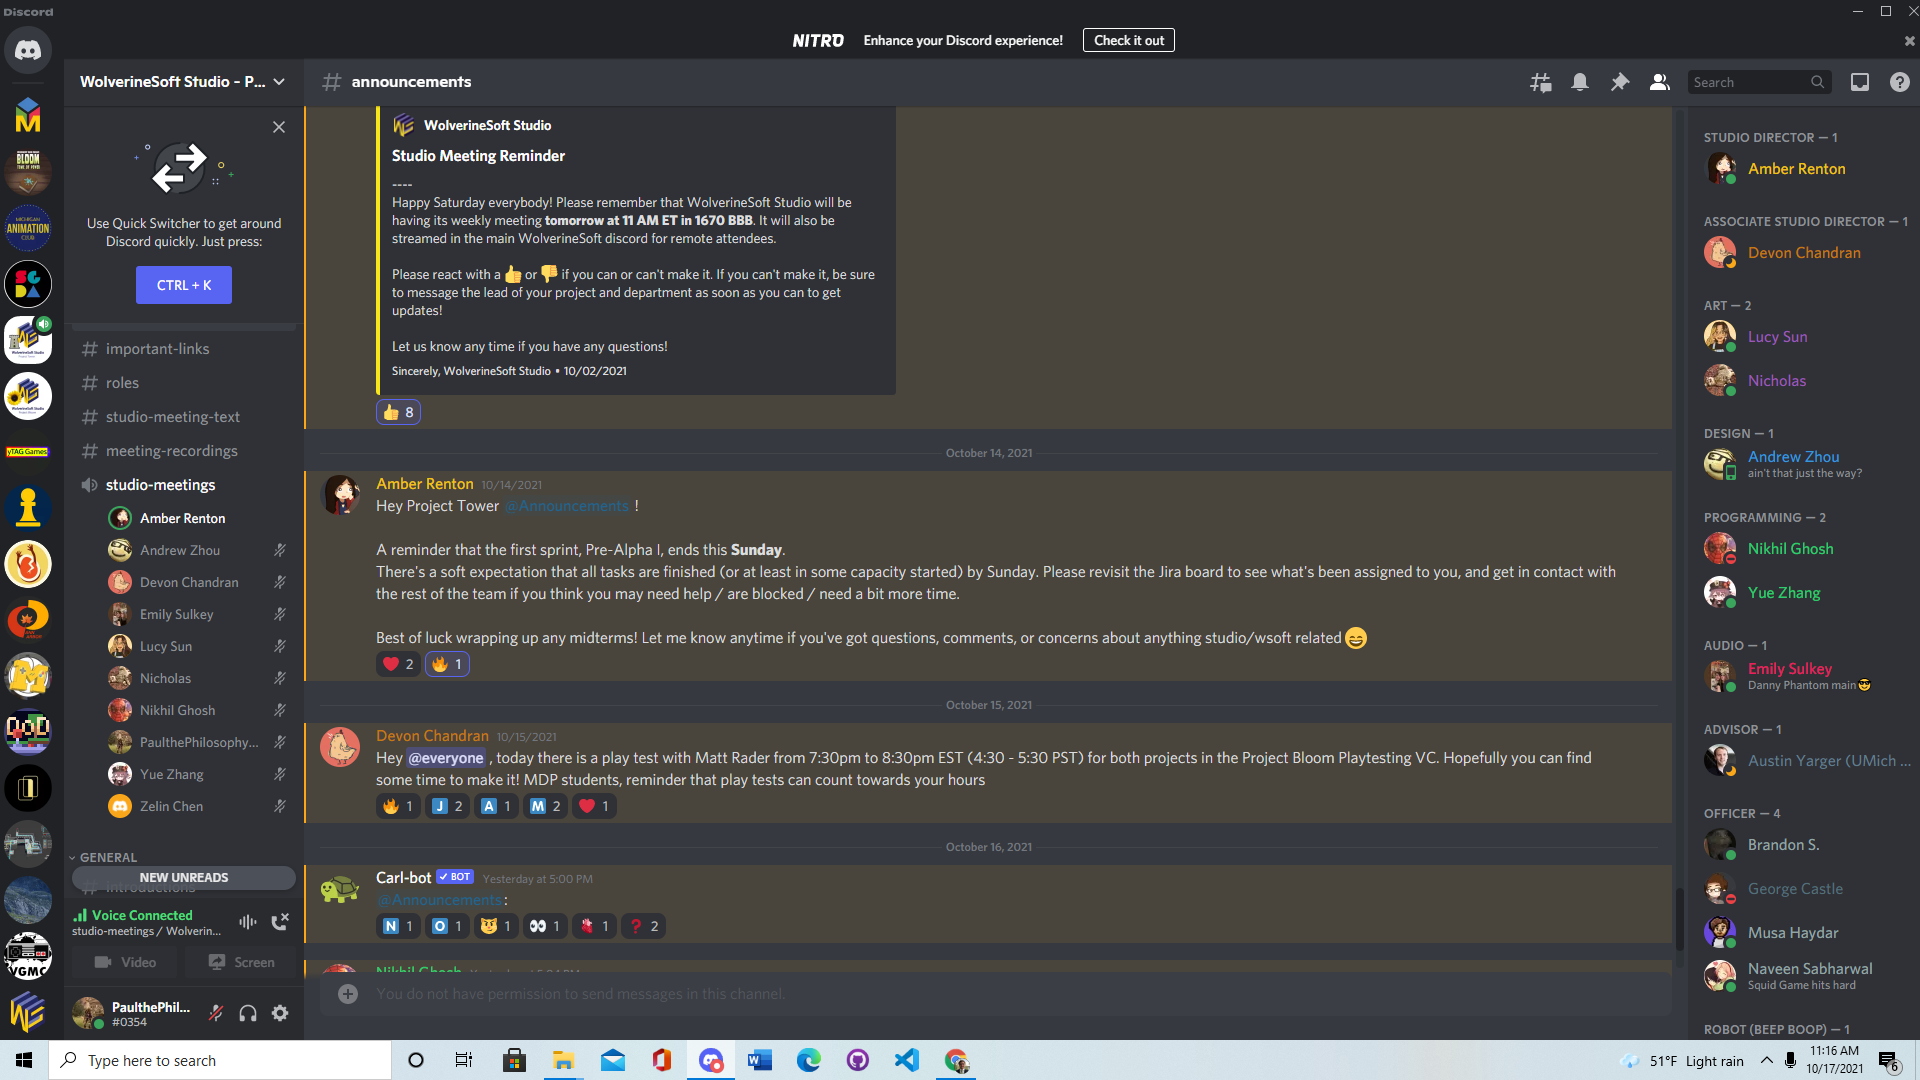 Discord
NITRO Enhance your Discord experience! Check it out
WolverineSoft Studio - P...
Use Quick Switcher to get around
Discord quickly. Just press:
CTRL + K
important-links
roles
studio-meeting-text
meeting-recordings
studio-meetings
Amber Renton
Andrew Zhou
Devon Chandran
Emily Sulkey
Lucy Sun
Nicholas
Nikhil Ghosh
PaulthePhilosophy...
Yue Zhang
Zelin Chen
GENERAL
NEW UNREADS
introductions
Voice Connected
studio-meetings / Wolverin...
Video Screen
PaulthePhil...
#0354
announcements
Search
WolverineSoft Studio
Studio Meeting Reminder
----
Happy Saturday everybody! Please remember that WolverineSoft Studio will be
having its weekly meeting tomorrow at 11 AM ET in 1670 BBB. It will also be
streamed in the main WolverineSoft discord for remote attendees.
Please react with a 👍 or 👎 if you can or can't make it. If you can't make it, be sure
to message the lead of your project and department as soon as you can to get
updates!
Let us know any time if you have any questions!
Sincerely, WolverineSoft Studio • 10/02/2021
👍 8
October 14, 2021
Amber Renton 10/14/2021
Hey Project Tower @Announcements !
A reminder that the first sprint, Pre-Alpha I, ends this Sunday.
There's a soft expectation that all tasks are finished (or at least in some capacity started) by Sunday. Please revisit the Jira board to see what's been assigned to you, and get in contact with
the rest of the team if you think you may need help / are blocked / need a bit more time.
Best of luck wrapping up any midterms! Let me know anytime if you've got questions, comments, or concerns about anything studio/wsoft related 😄
❤️ 2 🔥 1
October 15, 2021
Devon Chandran 10/15/2021
Hey @everyone , today there is a play test with Matt Rader from 7:30pm to 8:30pm EST (4:30 - 5:30 PST) for both projects in the Project Bloom Playtesting VC. Hopefully you can find
some time to make it! MDP students, reminder that play tests can count towards your hours
🔥 1 J 2 A 1 M 2 ❤️ 1
October 16, 2021
Carl-bot BOT Yesterday at 5:00 PM
@Announcements:
N 1 O 1 1 👀 1 1 ❓ 2
Nikhil Ghosh Yesterday at 5:04 PM
You do not have permission to send messages in this channel.
STUDIO DIRECTOR — 1
Amber Renton
ASSOCIATE STUDIO DIRECTOR — 1
Devon Chandran
ART — 2
Lucy Sun
Nicholas
DESIGN — 1
Andrew Zhou
ain't that just the way?
PROGRAMMING — 2
Nikhil Ghosh
Yue Zhang
AUDIO — 1
Emily Sulkey
Danny Phantom main😎
ADVISOR — 1
Austin Yarger (UMich ...
OFFICER — 4
Brandon S.
George Castle
Musa Haydar
Naveen Sabharwal
Squid Game hits hard
ROBOT (BEEP BOOP) — 1
BLOOM
MICHIGAN
ANIMATION
CLUB
yTAG Games
VGMC
Type here to search
51°F Light rain
11:16 AM
10/17/2021
6